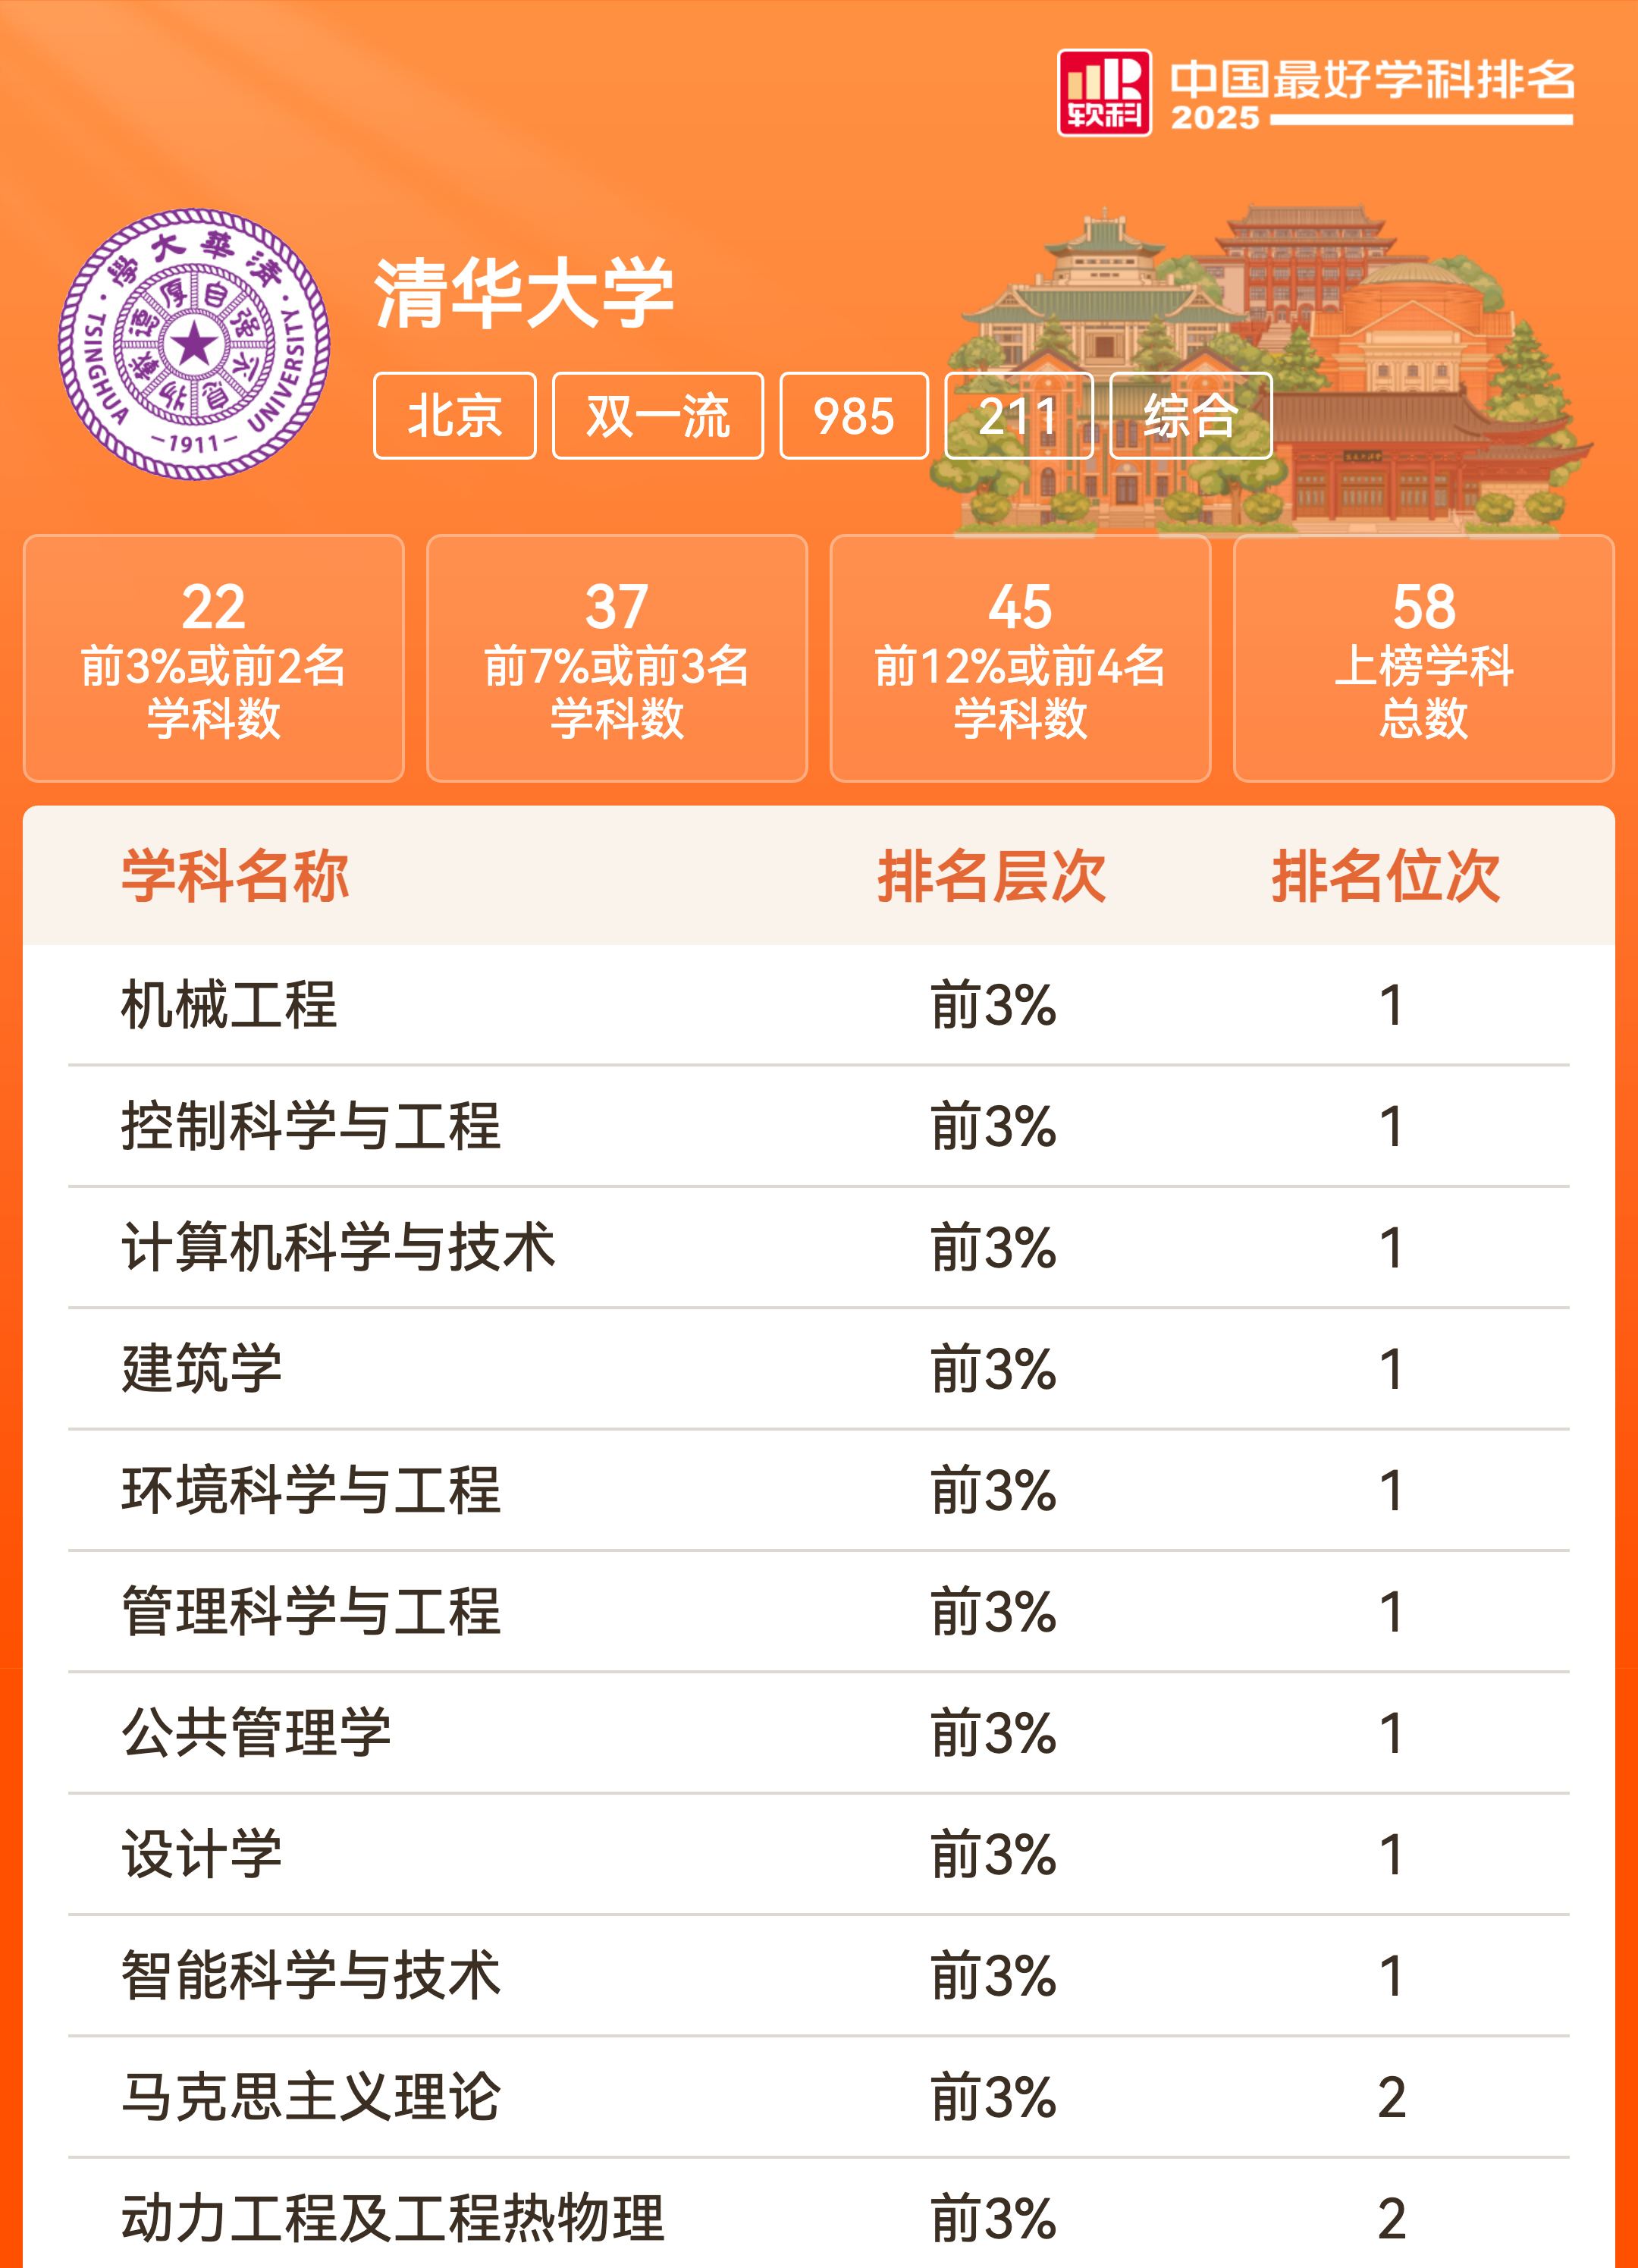 软科
中国最好学科排名
2025
學大華清
TSINGHUA UNIVERSITY
自强不息
厚德载物
-1911-
清华大学
北京 双一流 985 211 综合
22
前3%或前2名
学科数
37
前7%或前3名
学科数
45
前12%或前4名
学科数
58
上榜学科
总数
学科名称 排名层次 排名位次
机械工程 前3% 1
控制科学与工程 前3% 1
计算机科学与技术 前3% 1
建筑学 前3% 1
环境科学与工程 前3% 1
管理科学与工程 前3% 1
公共管理学 前3% 1
设计学 前3% 1
智能科学与技术 前3% 1
马克思主义理论 前3% 2
动力工程及工程热物理 前3% 2